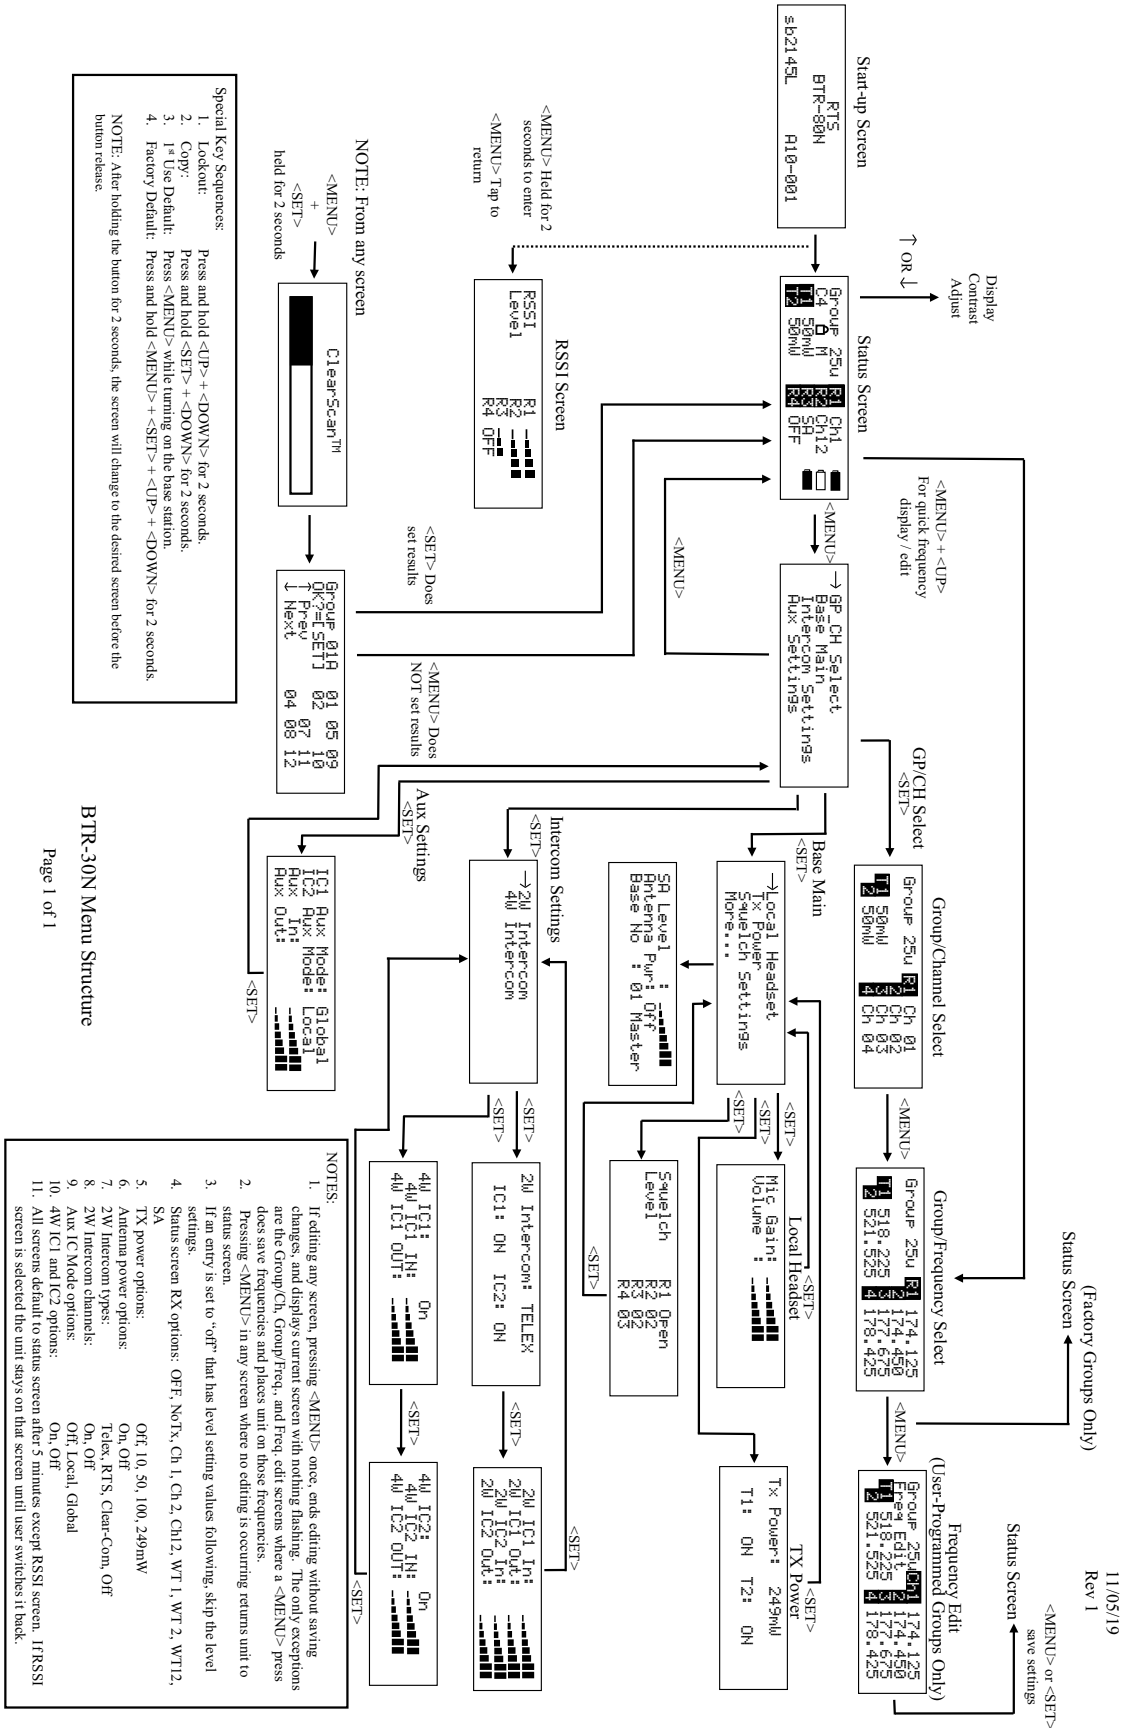 11/05/19
Rev 1
Start-up Screen
RTS
BTR-80N
sb2145L A10-001
↑ OR ↓
Display
Contrast
Adjust
Status Screen
Group 25u R1 Ch1
C4 M R2 Ch12
T1 50mW R3 SA
T2 50mW R4 OFF
<MENU> + <UP>
For quick frequency
display / edit
<MENU>
→GP_CH Select
Base Main
Intercom Settings
Aux Settings
<MENU>
GP/CH Select
<SET>
Group/Channel Select
Group 25u R1 Ch 01
2 Ch 02
T1 50mW 3 Ch 03
T2 50mW 4 Ch 04
<MENU>
Group/Frequency Select
Group 25u R1 174.125
2 174.450
T1 518.225 3 177.675
T2 521.525 4 178.425
Status Screen
(Factory Groups Only)
<MENU>
Frequency Edit
(User-Programmed Groups Only)
Group 25uCh1 174.125
Freq Edit 2 174.450
T1 518.225 3 177.675
T2 521.525 4 178.425
Status Screen
<MENU> or <SET>
save settings
<MENU> Held for 2
seconds to enter
<MENU> Tap to
return
RSSI Screen
RSSI R1
Level R2
R3
R4 OFF
Base Main
<SET>
→Local Headset
Tx Power
Squelch Settings
More...
<SET>
<SET>
<SET>
Local Headset
Mic Gain:
Volume :
<SET>
TX Power
Tx Power: 249mW
T1: ON T2: ON
<SET>
SA Level :
Antenna Pwr: Off
Base No : 01 Master
Squelch R1 Open
Level R2 02
R3 02
R4 03
<SET>
NOTE: From any screen
<MENU>
+
<SET>
held for 2 seconds
ClearScan™
Group 01A 01 05 09
OK?=[SET] 02 10
↑ Prev 07 11
↓ Next 04 08 12
<SET> Does
set results
<MENU> Does
NOT set results
Intercom Settings
<SET>
→2W Intercom
4W Intercom
<SET>
<SET>
2W Intercom: TELEX
IC1: ON IC2: ON
<SET>
2W IC1 In:
2W IC1 Out:
2W IC2 In:
2W IC2 Out:
<SET>
4W IC1: On
4W IC1 IN:
4W IC1 OUT:
<SET>
4W IC2: On
4W IC2 IN:
4W IC2 OUT:
<SET>
Aux Settings
<SET>
IC1 Aux Mode: Global
IC2 Aux Mode: Local
Aux In:
Aux Out:
<SET>
Special Key Sequences:
1. Lockout: Press and hold <UP> + <DOWN> for 2 seconds.
2. Copy: Press and hold <SET> + <DOWN> for 2 seconds.
3. 1st Use Default: Press <MENU> while turning on the base station.
4. Factory Default: Press and hold <MENU> + <SET> + <UP> + <DOWN> for 2 seconds.
NOTE: After holding the button for 2 seconds, the screen will change to the desired screen before the
button release.
NOTES:
1. If editing any screen, pressing <MENU> once, ends editing without saving
changes, and displays current screen with nothing flashing. The only exceptions
are the Group/Ch, Group/Freq., and Freq. edit screens where a <MENU> press
does save frequencies and places unit on those frequencies.
2. Pressing <MENU> in any screen where no editing is occurring returns unit to
status screen.
3. If an entry is set to “off” that has level setting values following, skip the level
settings.
4. Status screen RX options: OFF, NoTx, Ch 1, Ch 2, Ch12, WT 1, WT 2, WT12,
SA
5. TX power options: Off, 10, 50, 100, 249mW
6. Antenna power options: On, Off
7. 2W Intercom types: Telex, RTS, Clear-Com, Off
8. 2W Intercom channels: On, Off
9. Aux IC Mode options: Off, Local, Global
10. 4W IC1 and IC2 options: On, Off
11. All screens default to status screen after 5 minutes except RSSI screen. If RSSI
screen is selected the unit stays on that screen until user switches it back.
BTR-30N Menu Structure
Page 1 of 1